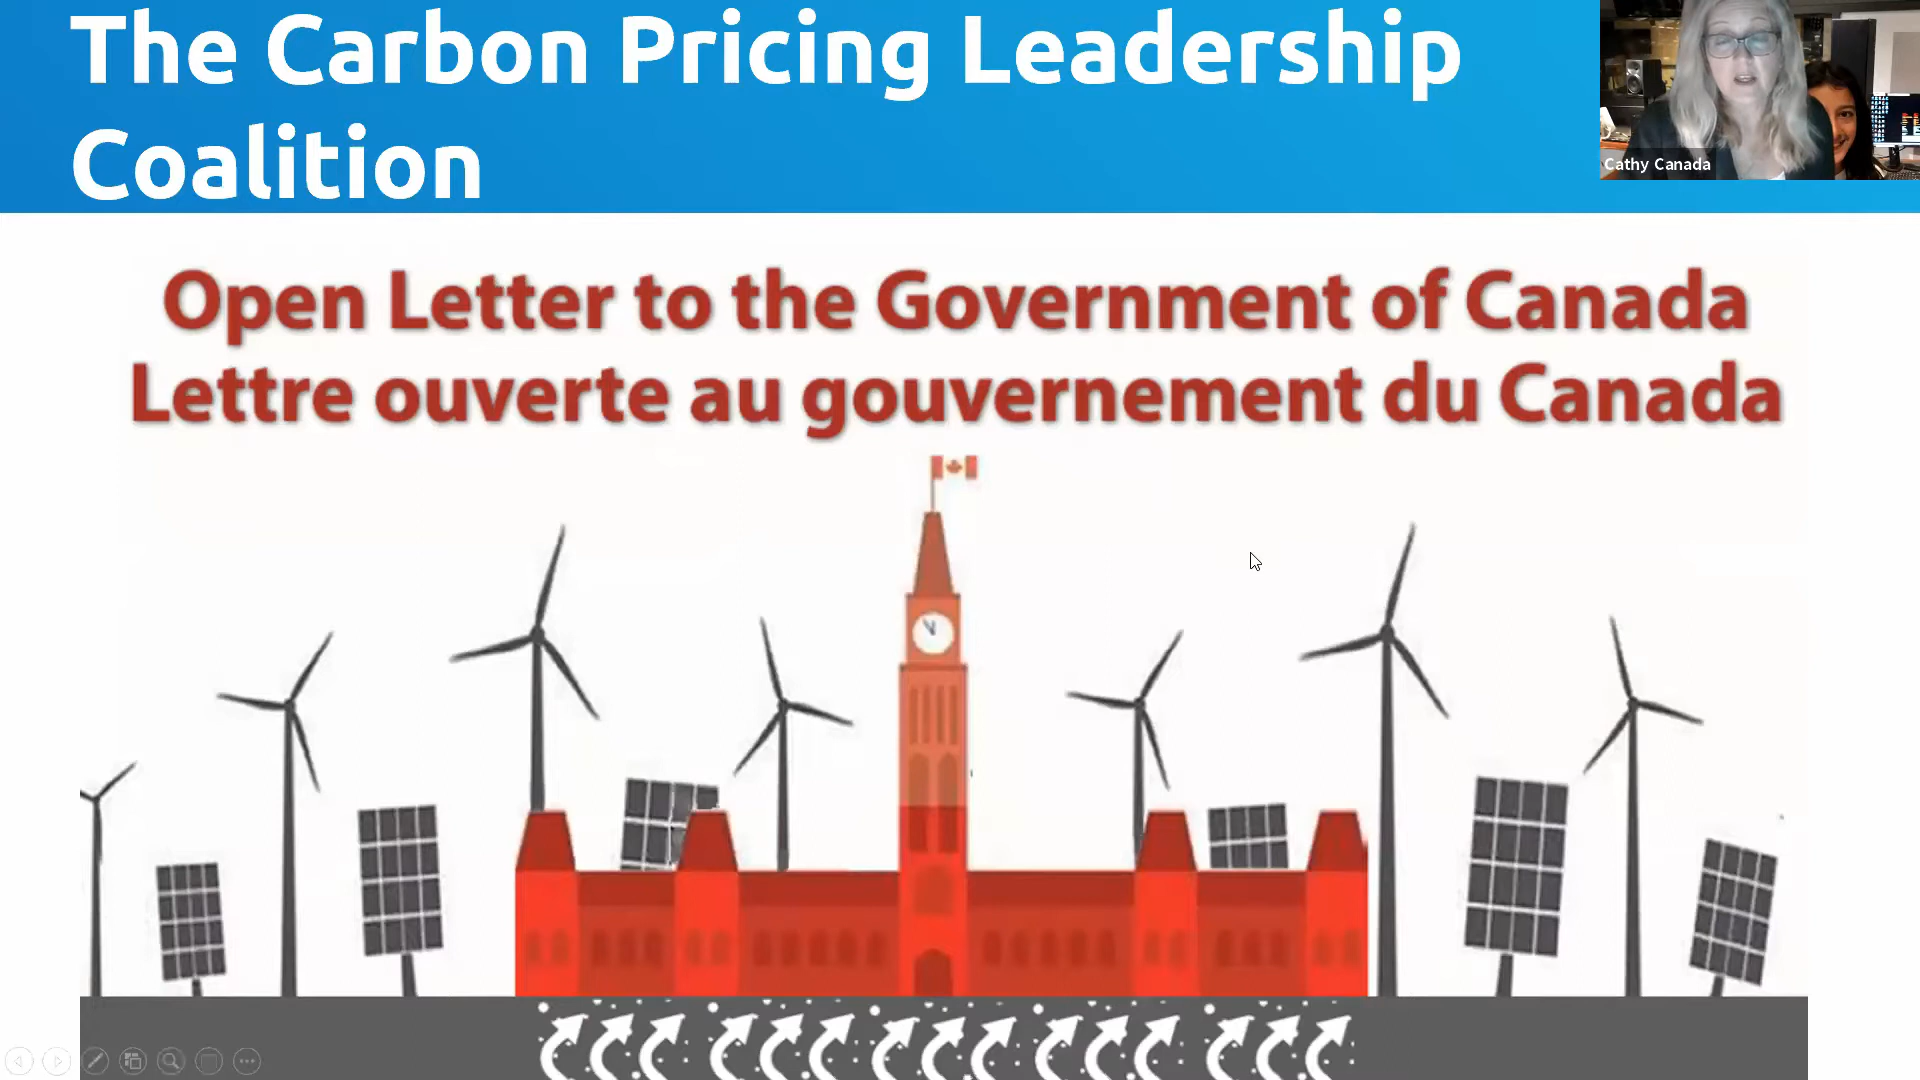 The Carbon Pricing Leadership
Coalition
Cathy Canada
Open Letter to the Government of Canada
Lettre ouverte au gouvernement du Canada